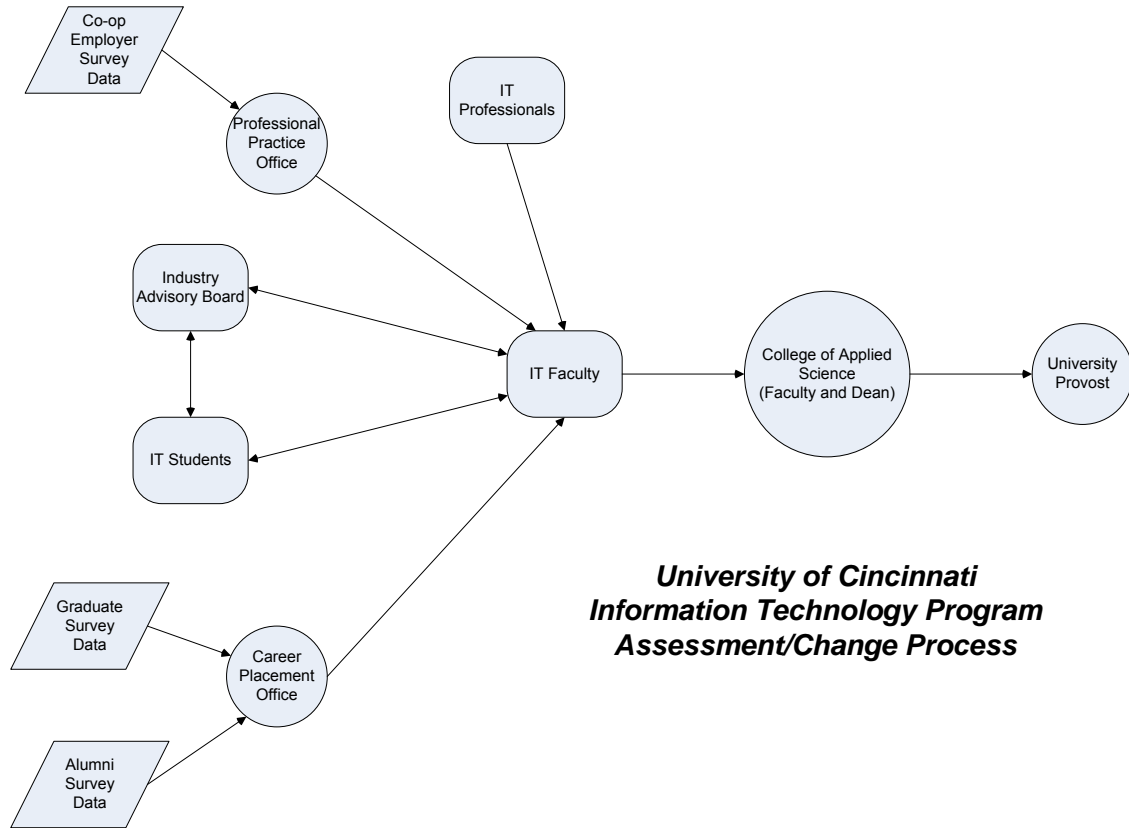 Co-op
Employer
Survey
Data
Professional
Practice
Office
IT
Professionals
Industry
Advisory Board
IT Students
IT Faculty
College of Applied
Science
(Faculty and Dean)
University
Provost
Graduate
Survey
Data
Career
Placement
Office
Alumni
Survey
Data
University of Cincinnati
Information Technology Program
Assessment/Change Process